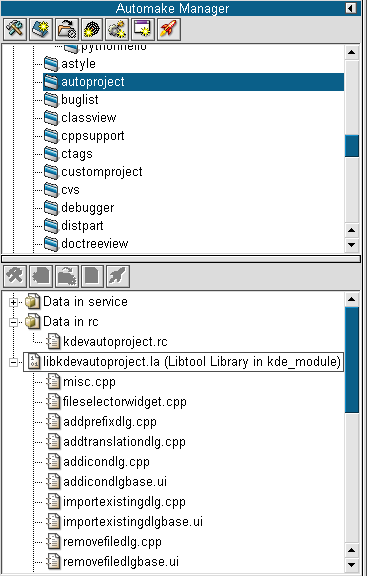 Automake Manager
pythonhello
astyle
autoproject
buglist
classview
cppsupport
ctags
customproject
cvs
debugger
distpart
doctreeview
Data in service
Data in rc
kdevautoproject.rc
libkdevautoproject.la (Libtool Library in kde_module)
misc.cpp
fileselectorwidget.cpp
addprefixdlg.cpp
addtranslationdlg.cpp
addicondlg.cpp
addicondlgbase.ui
importexistingdlg.cpp
importexistingdlgbase.ui
removefiledlg.cpp
removefiledlgbase.ui